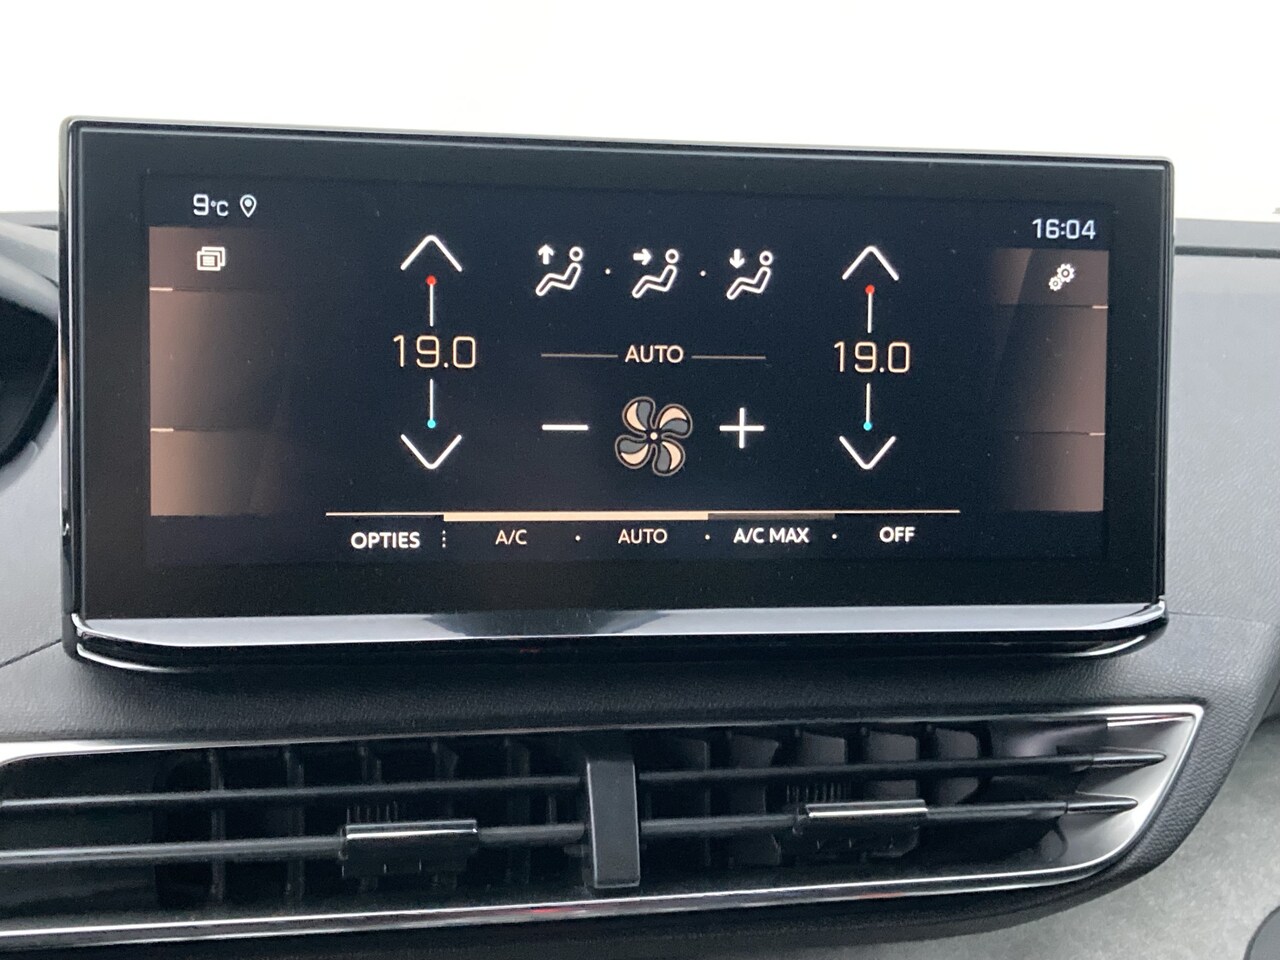 9°C
16:04
19.0
AUTO
19.0
OPTIES A/C AUTO A/C MAX OFF